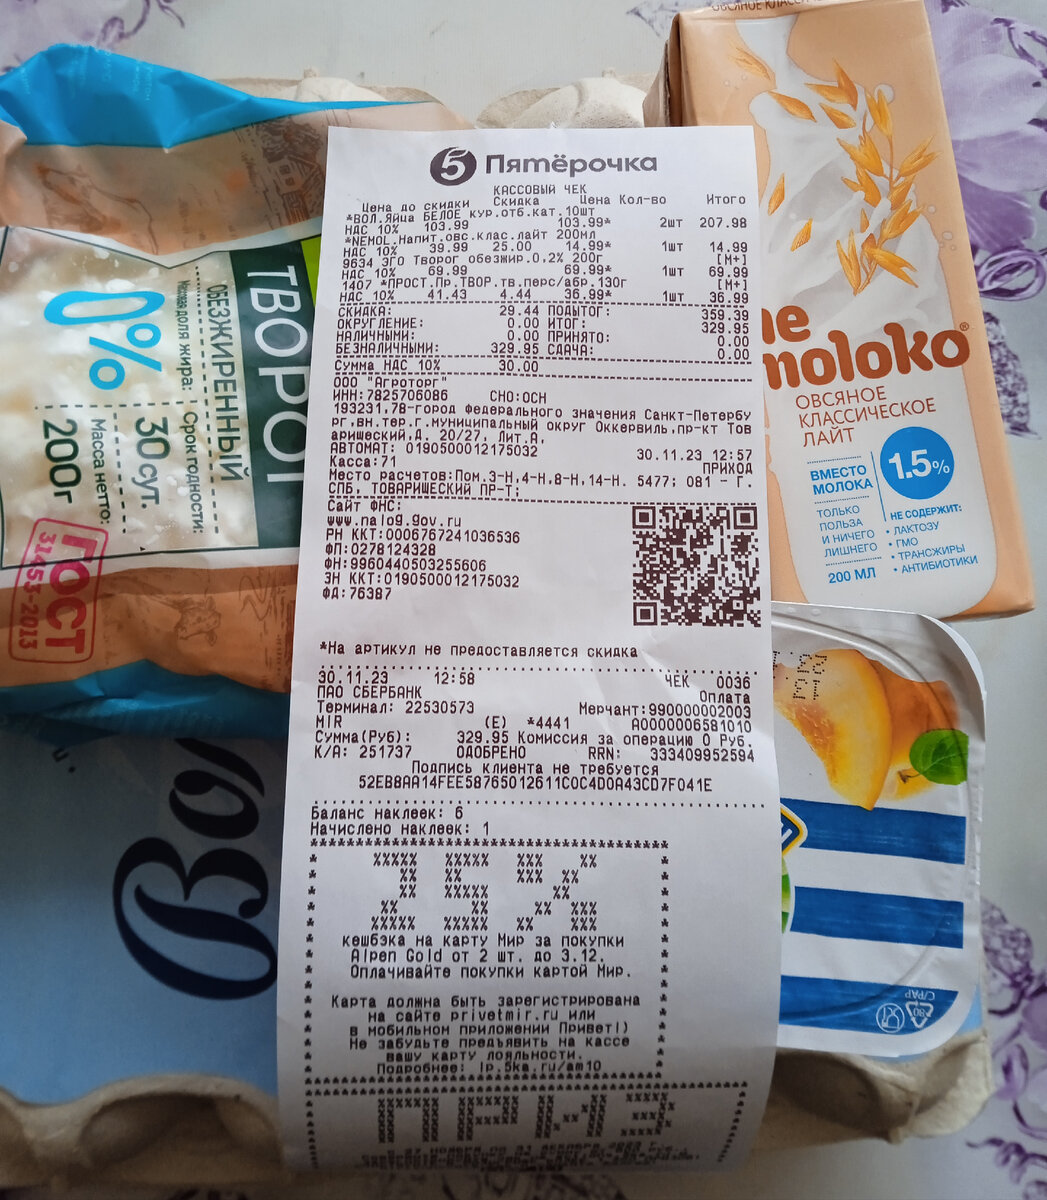 5 Пятёрочка
КАССОВЫЙ ЧЕК
Цена до скидки Скидка Цена Кол-во Итого
*ВОЛ.Яйца БЕЛОЕ кур.отб.кат.10шт
НДС 10% 103.99 103.99* 2шт 207.98
*NEMOL.Напит.овс.клас.лайт 200мл
НДС 10% 39.99 25.00 14.99* 1шт 14.99
9634 ЭГО Творог обезжир.0,2% 200г [М+]
НДС 10% 69.99 69.99* 1шт 69.99
1407 *ПРОСТ.Пр.ТВОР.тв.перс/абр.130г [М+]
НДС 10% 41.43 4.44 36.99* 1шт 36.99
СКИДКА: 29.44 ПОДЫТОГ: 359.39
ОКРУГЛЕНИЕ: 0.00 ИТОГ: 329.95
НАЛИЧНЫМИ: 0.00 ПРИНЯТО: 0.00
БЕЗНАЛИЧНЫМИ: 329.95 СДАЧА: 0.00
Сумма НДС 10% 30.00
ООО "Агроторг"
ИНН:7825706086 СНО:ОСН
193231,78-город федерального значения Санкт-Петербу
рг,вн.тер.г.муниципальный округ Оккервиль,пр-кт Тов
арищеский,Д. 20/27, Лит.А.
АВТОМАТ: 0190500012175032 30.11.23 12:57
Касса:71 ПРИХОД
Место расчетов:Пом.3-Н,4-Н,8-Н,14-Н. 5477; 081 - Г.
СПБ, ТОВАРИЩЕСКИЙ ПР-Т;
Сайт ФНС:
www.nalog.gov.ru
РН ККТ:0006767241036536
ФП:0278124328
ФН:9960440503255606
ЗН ККТ:0190500012175032
ФД:76387
*На артикул не предоставляется скидка
30.11.23 12:58 ЧЕК 0036
ПАО СБЕРБАНК Оплата
Терминал: 22530573 Мерчант:990000002003
MIR (E) *4441 A0000006581010
Сумма(Руб): 329.95 Комиссия за операцию 0 Руб.
К/А: 251737 ОДОБРЕНО RRN: 333409952594
Подпись клиента не требуется
52EB8AA14FEE58765012611C0C4D0A43CD7F041E
Баланс наклеек: 6
Начислено наклеек: 1
25%
кешбэка на карту Мир за покупки
Alpen Gold от 2 шт. до 3.12.
Оплачивайте покупки картой Мир.
Карта должна быть зарегистрирована
на сайте privetmir.ru или
в мобильном приложении Привет!)
Не забудьте предъявить на кассе
вашу карту лояльности.
Подробнее: lp.5ka.ru/am10
ТВОРОГ
ОБЕЗЖИРЕННЫЙ
Массовая доля жира:
0%
Срок годности:
30 сут.
Масса нетто:
200г
ГОСТ
31453-2013
Вол
ne
moloko®
ОВСЯНОЕ
КЛАССИЧЕСКОЕ
ЛАЙТ
ВМЕСТО
МОЛОКА
1.5%
ТОЛЬКО
ПОЛЬЗА
И НИЧЕГО
ЛИШНЕГО
НЕ СОДЕРЖИТ:
• ЛАКТОЗУ
• ГМО
• ТРАНСЖИРЫ
• АНТИБИОТИКИ
200 МЛ
C/PAP